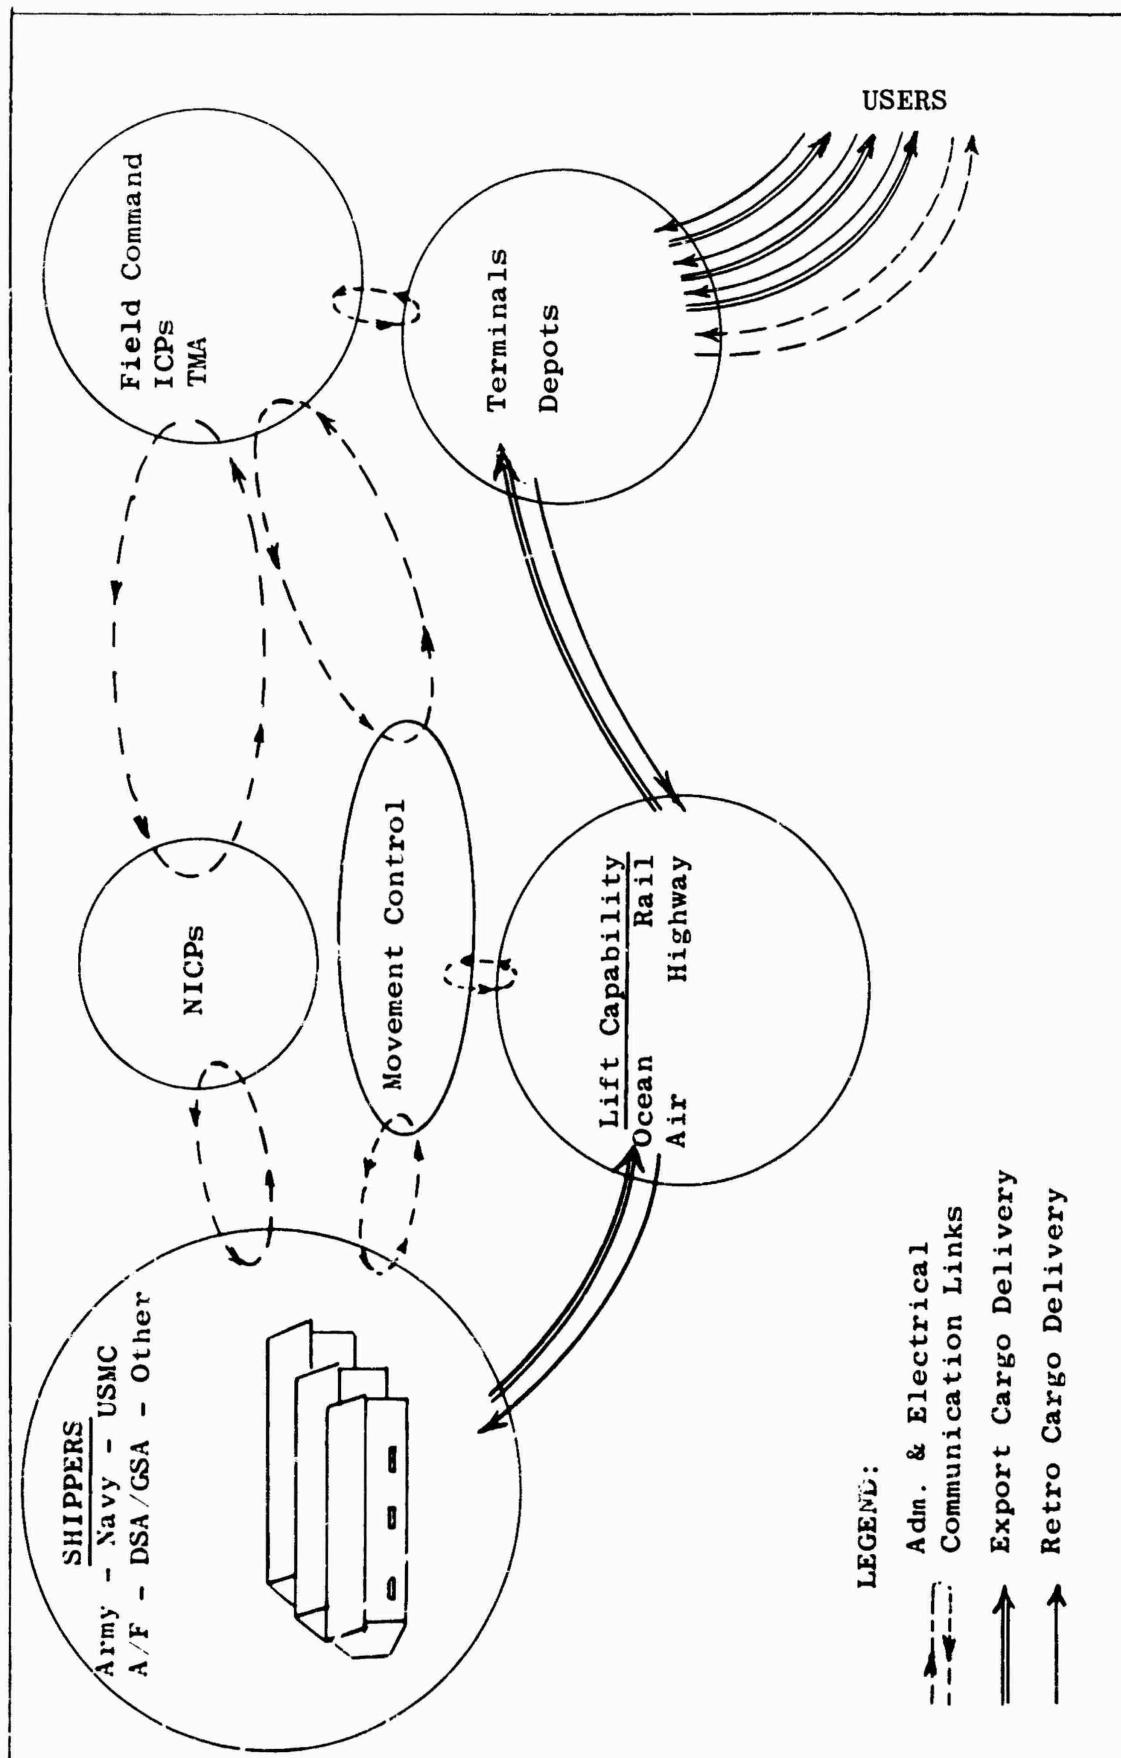 SHIPPERS
Army - Navy - USMC
A/F - DSA/GSA - Other
NICPs
Field Command
ICPs
TMA
Movement Control
Terminals
Depots
Lift Capability
Ocean Rail
Air Highway
USERS
LEGEND:
Adm. & Electrical
Communication Links
Export Cargo Delivery
Retro Cargo Delivery